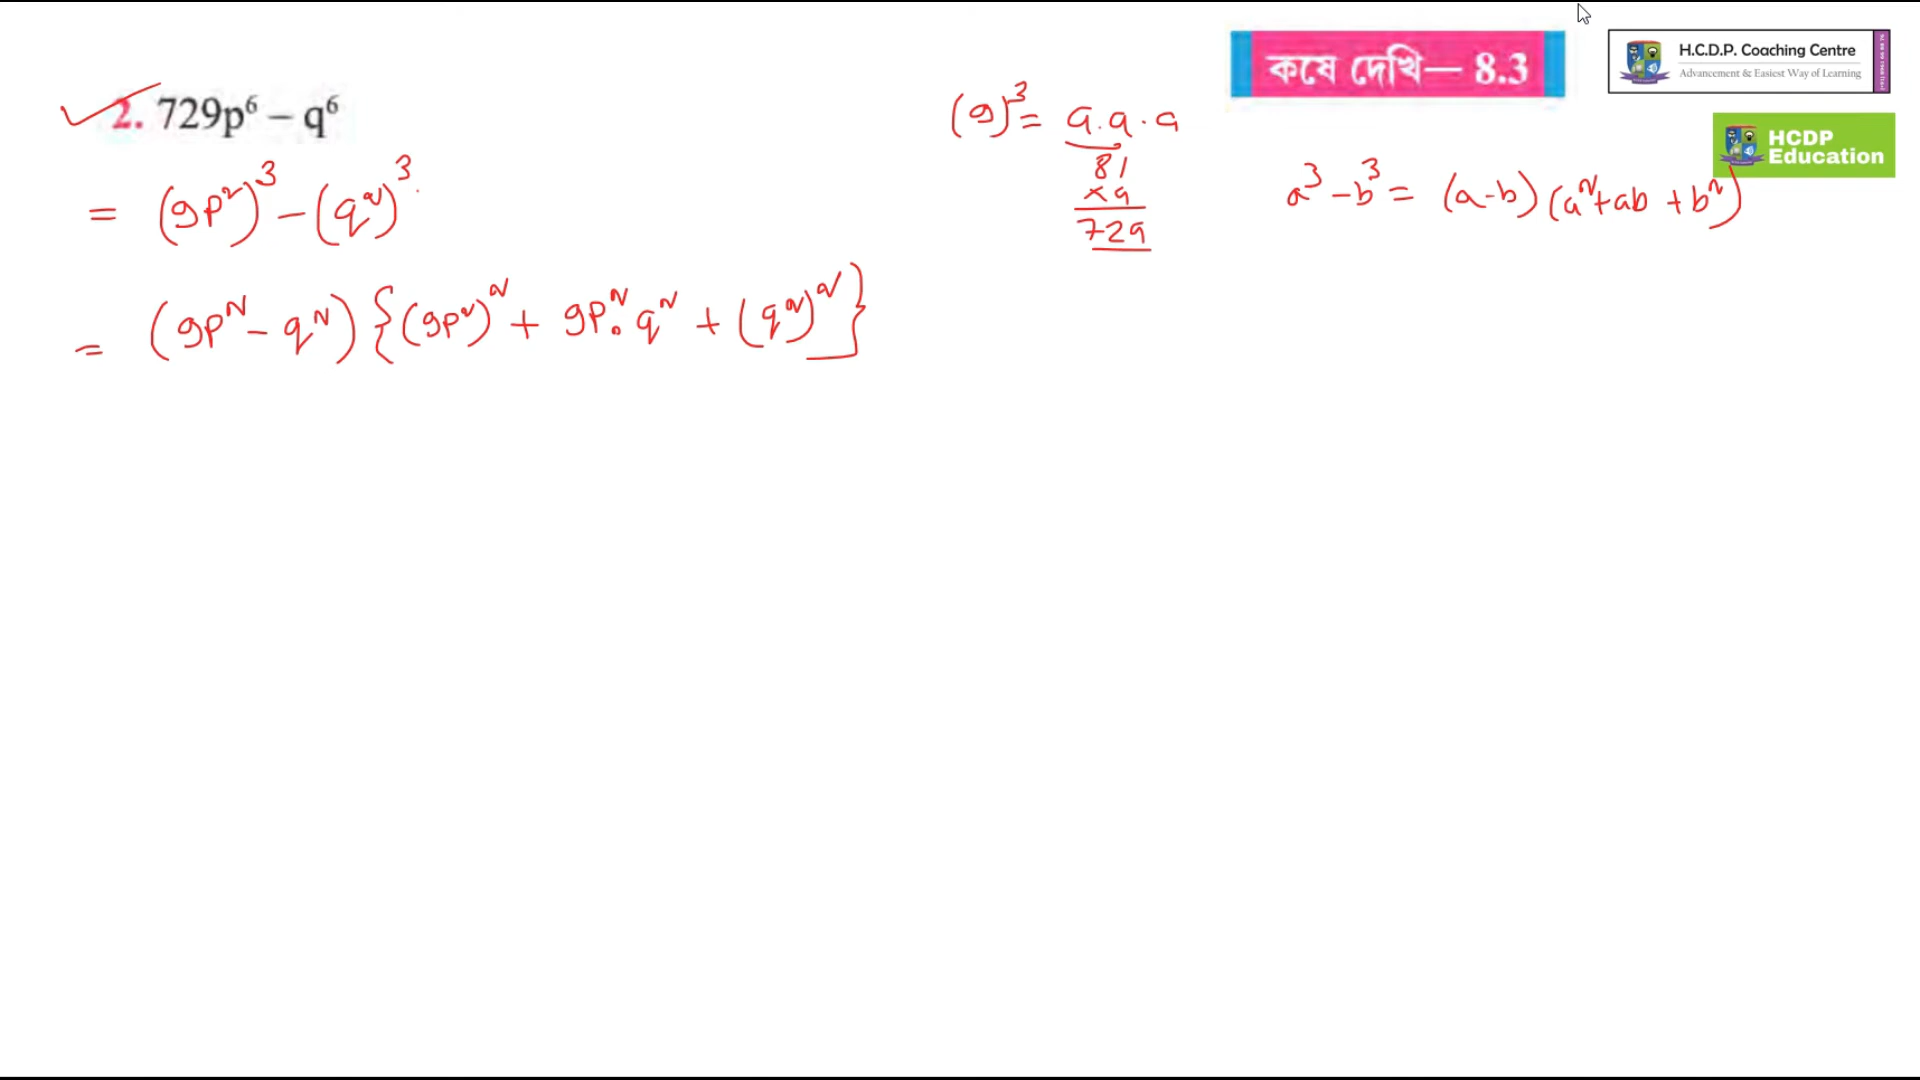 কষে দেখি— 8.3
H.C.D.P. Coaching Centre
Advancement & Easiest Way of Learning
HCDP
Education
2. 729p⁶ – q⁶
= (9p²)³ – (q²)³
= (9p² – q²) {(9p²)² + 9p².q² + (q²)²}
(9)³ = 9.9.9
81
×9
729
a³ – b³ = (a-b) (a²+ab+b²)